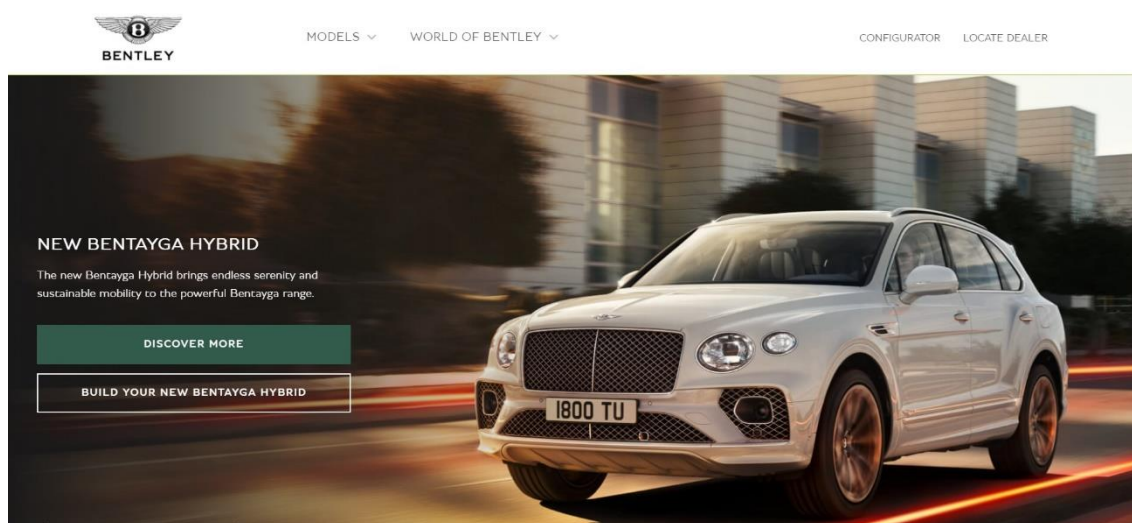 BENTLEY
MODELS
WORLD OF BENTLEY
CONFIGURATOR
LOCATE DEALER
NEW BENTAYGA HYBRID
The new Bentayga Hybrid brings endless serenity and
sustainable mobility to the powerful Bentayga range.
DISCOVER MORE
BUILD YOUR NEW BENTAYGA HYBRID
1800 TU